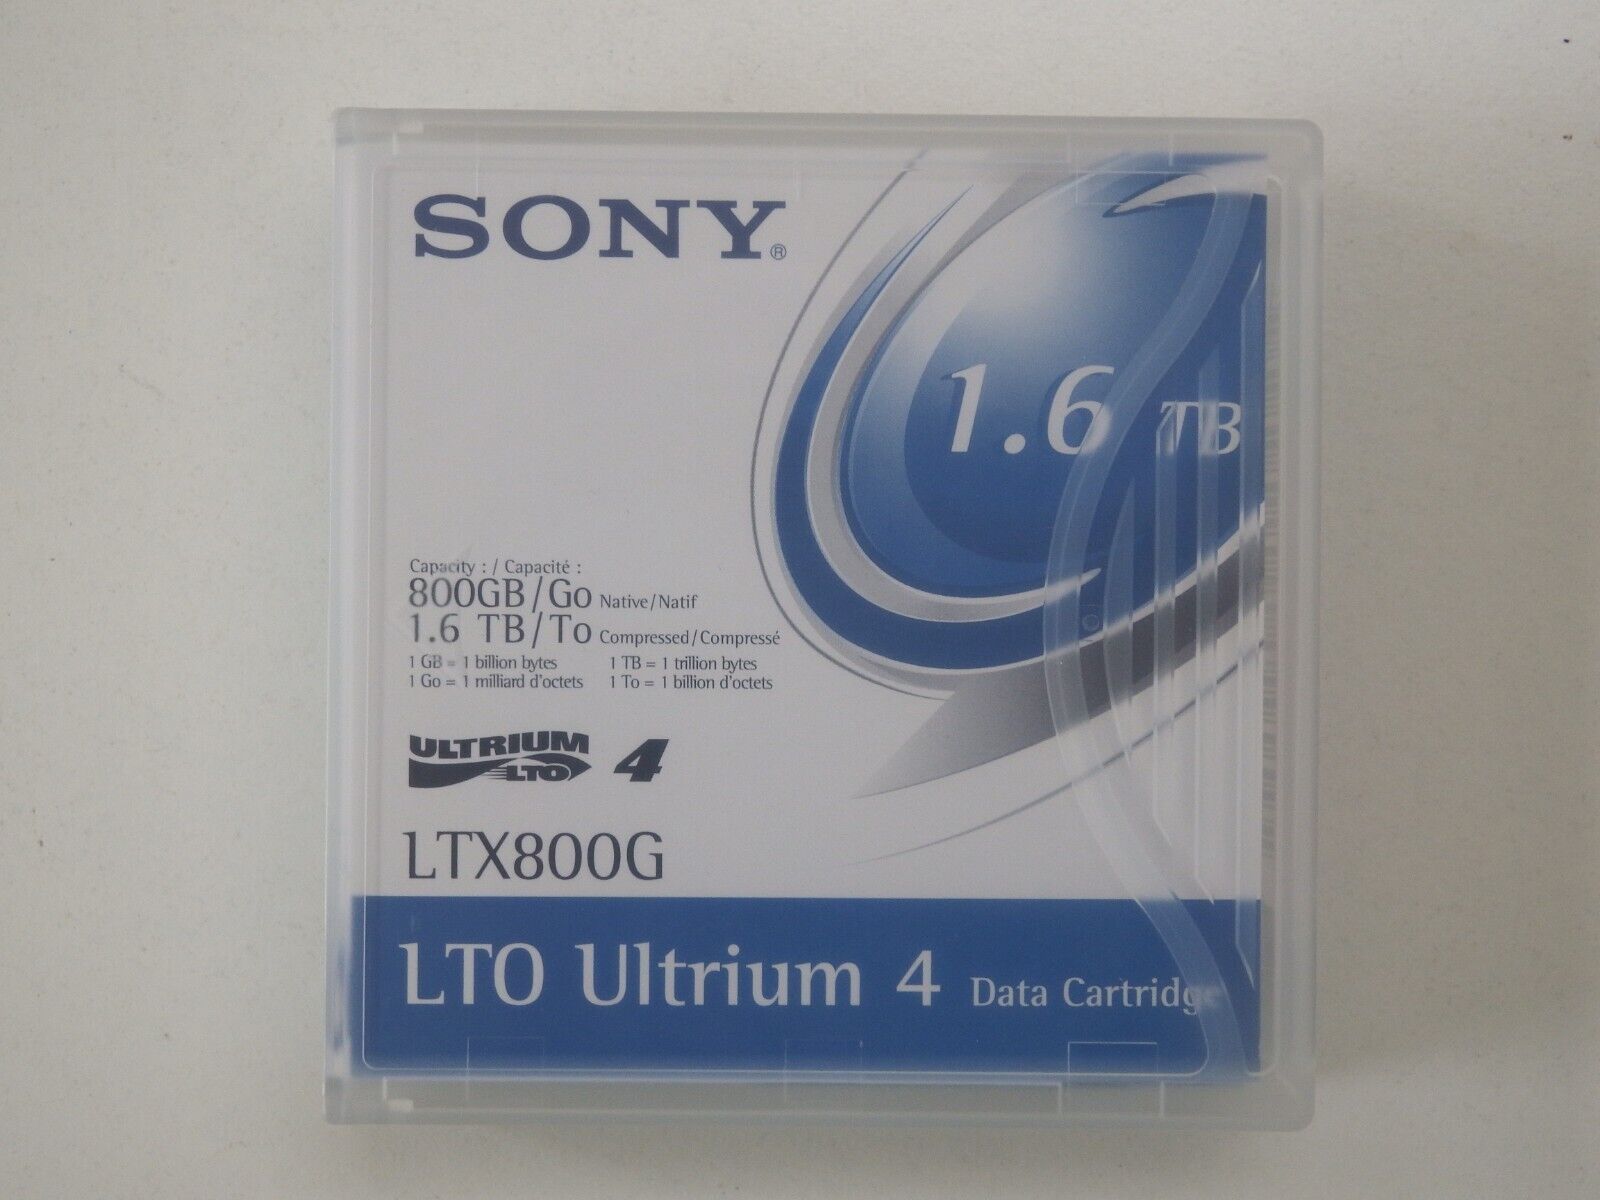 SONY®
1.6 TB
Capacity : / Capacité :
800GB/Go Native/Natif
1.6 TB/To Compressed/Compressé
1 GB = 1 billion bytes 1 TB = 1 trillion bytes
1 Go = 1 milliard d'octets 1 To = 1 billion d'octets
ULTRIUM
LTO 4
LTX800G
LTO Ultrium 4 Data Cartridge